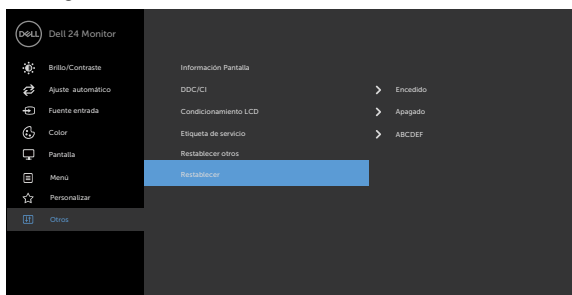 DELL Dell 24 Monitor
Brillo/Contraste Información Pantalla
Ajuste automático DDC/CI Encedido
Fuente entrada Condicionamiento LCD Apagado
Color Etiqueta de servicio ABCDEF
Pantalla Restablecer otros
Menú Restablecer
Personalizar
Otros